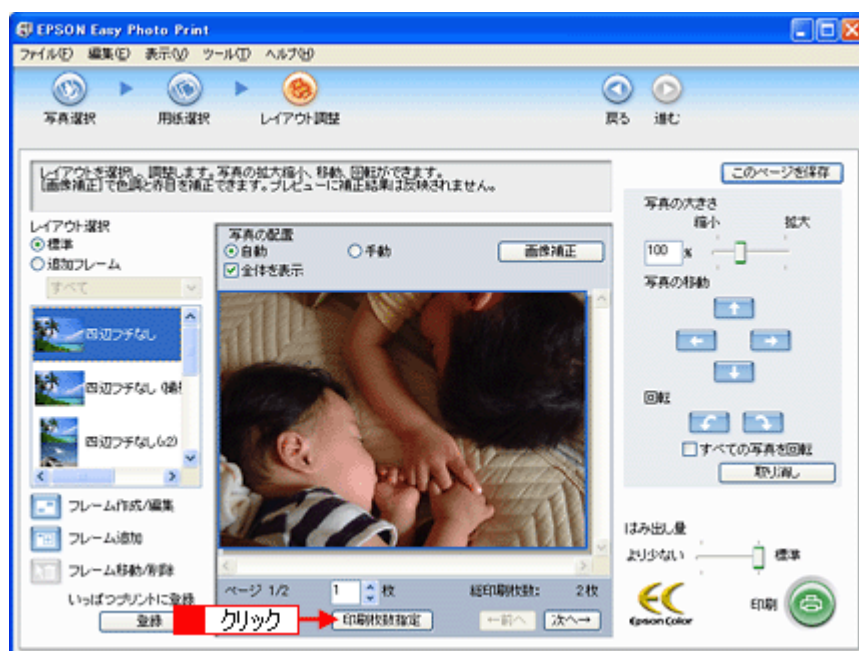 EPSON Easy Photo Print
ファイル(F) 編集(E) 表示(V) ツール(T) ヘルプ(H)
写真選択 用紙選択 レイアウト調整 戻る 進む
レイアウトを選択し、調整します。写真の拡大縮小、移動、回転ができます。
[画像補正]で色調と赤目を補正できます。プレビューに補正結果は反映されません。
このページを保存
レイアウト選択
標準
追加フレーム
すべて
四辺フチなし
四辺フチなし
四辺フチなし(x2)
フレーム作成/編集
フレーム追加
フレーム移動/削除
いっぱつプリントに登録
登録
写真の配置
自動 手動 画像補正
全体を表示
ページ 1/2 1 枚 総印刷枚数: 2枚
クリック
印刷枚数指定 ←前へ 次へ→
写真の大きさ
縮小 拡大
100 %
写真の移動
回転
すべての写真を回転
取り消し
はみ出し量
より少ない 標準
Epson Color
印刷